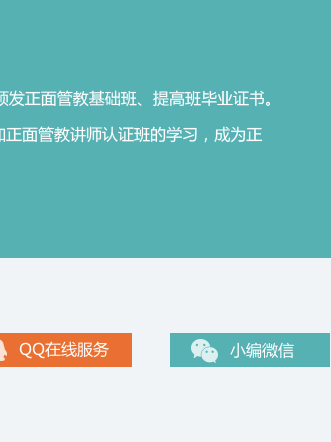 颁发正面管教基础班、提高班毕业证书。
加正面管教讲师认证班的学习，成为正
QQ在线服务
小编微信